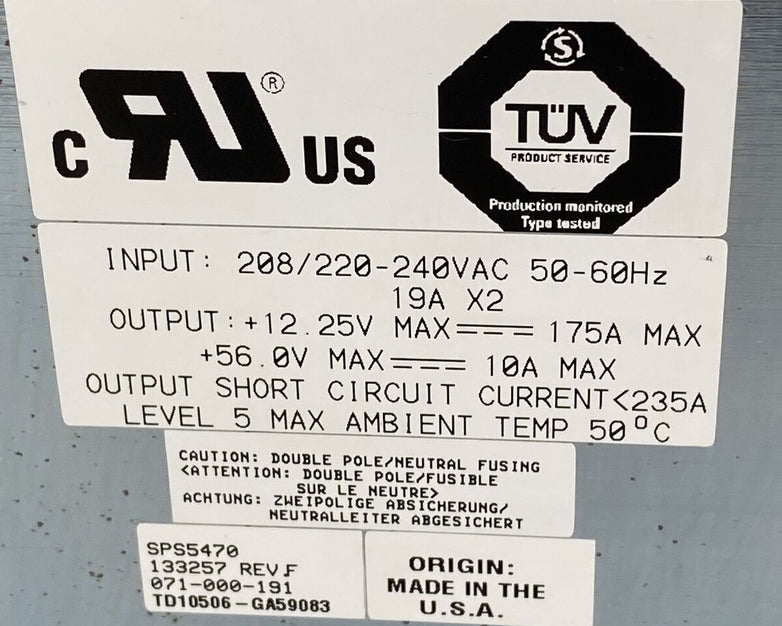 C RU® US
S
TÜV
PRODUCT SERVICE
Production monitored
Type tested
INPUT: 208/220-240VAC 50-60Hz
19A X2
OUTPUT:+12.25V MAX⎓ 175A MAX
+56.0V MAX⎓ 10A MAX
OUTPUT SHORT CIRCUIT CURRENT<235A
LEVEL 5 MAX AMBIENT TEMP 50°C
CAUTION: DOUBLE POLE/NEUTRAL FUSING
<ATTENTION: DOUBLE POLE/FUSIBLE
SUR LE NEUTRE>
ACHTUNG: ZWEIPOLIGE ABSICHERUNG/
NEUTRALLEITER ABGESICHERT
SPS5470
133257 REV F
071-000-191
TD10506-GA59083
ORIGIN:
MADE IN THE
U.S.A.